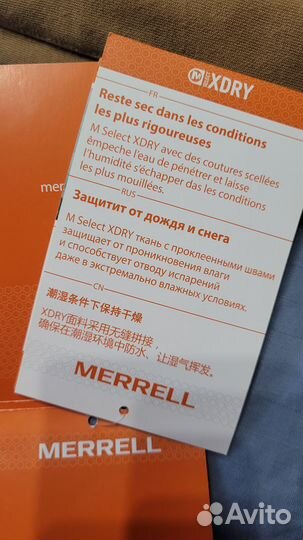 M SELECT XDRY
FR
Reste sec dans les conditions
les plus rigoureuses
M Select XDRY avec des coutures scellées
empeche l'eau de pénétrer et laisse
l'humidité s'échapper das les conditions
les plus mouillées.
RUS
Защитит от дождя и снега
M Select XDRY ткань с проклеенными швами
защищает от проникновения влаги
и способствует отводу испарений
даже в экстремально влажных условиях.
CN
潮湿条件下保持干燥
XDRY面料采用无缝拼接，
确保在潮湿环境中防水、让湿气挥发。
MERRELL
merr
MERRELL
Avito